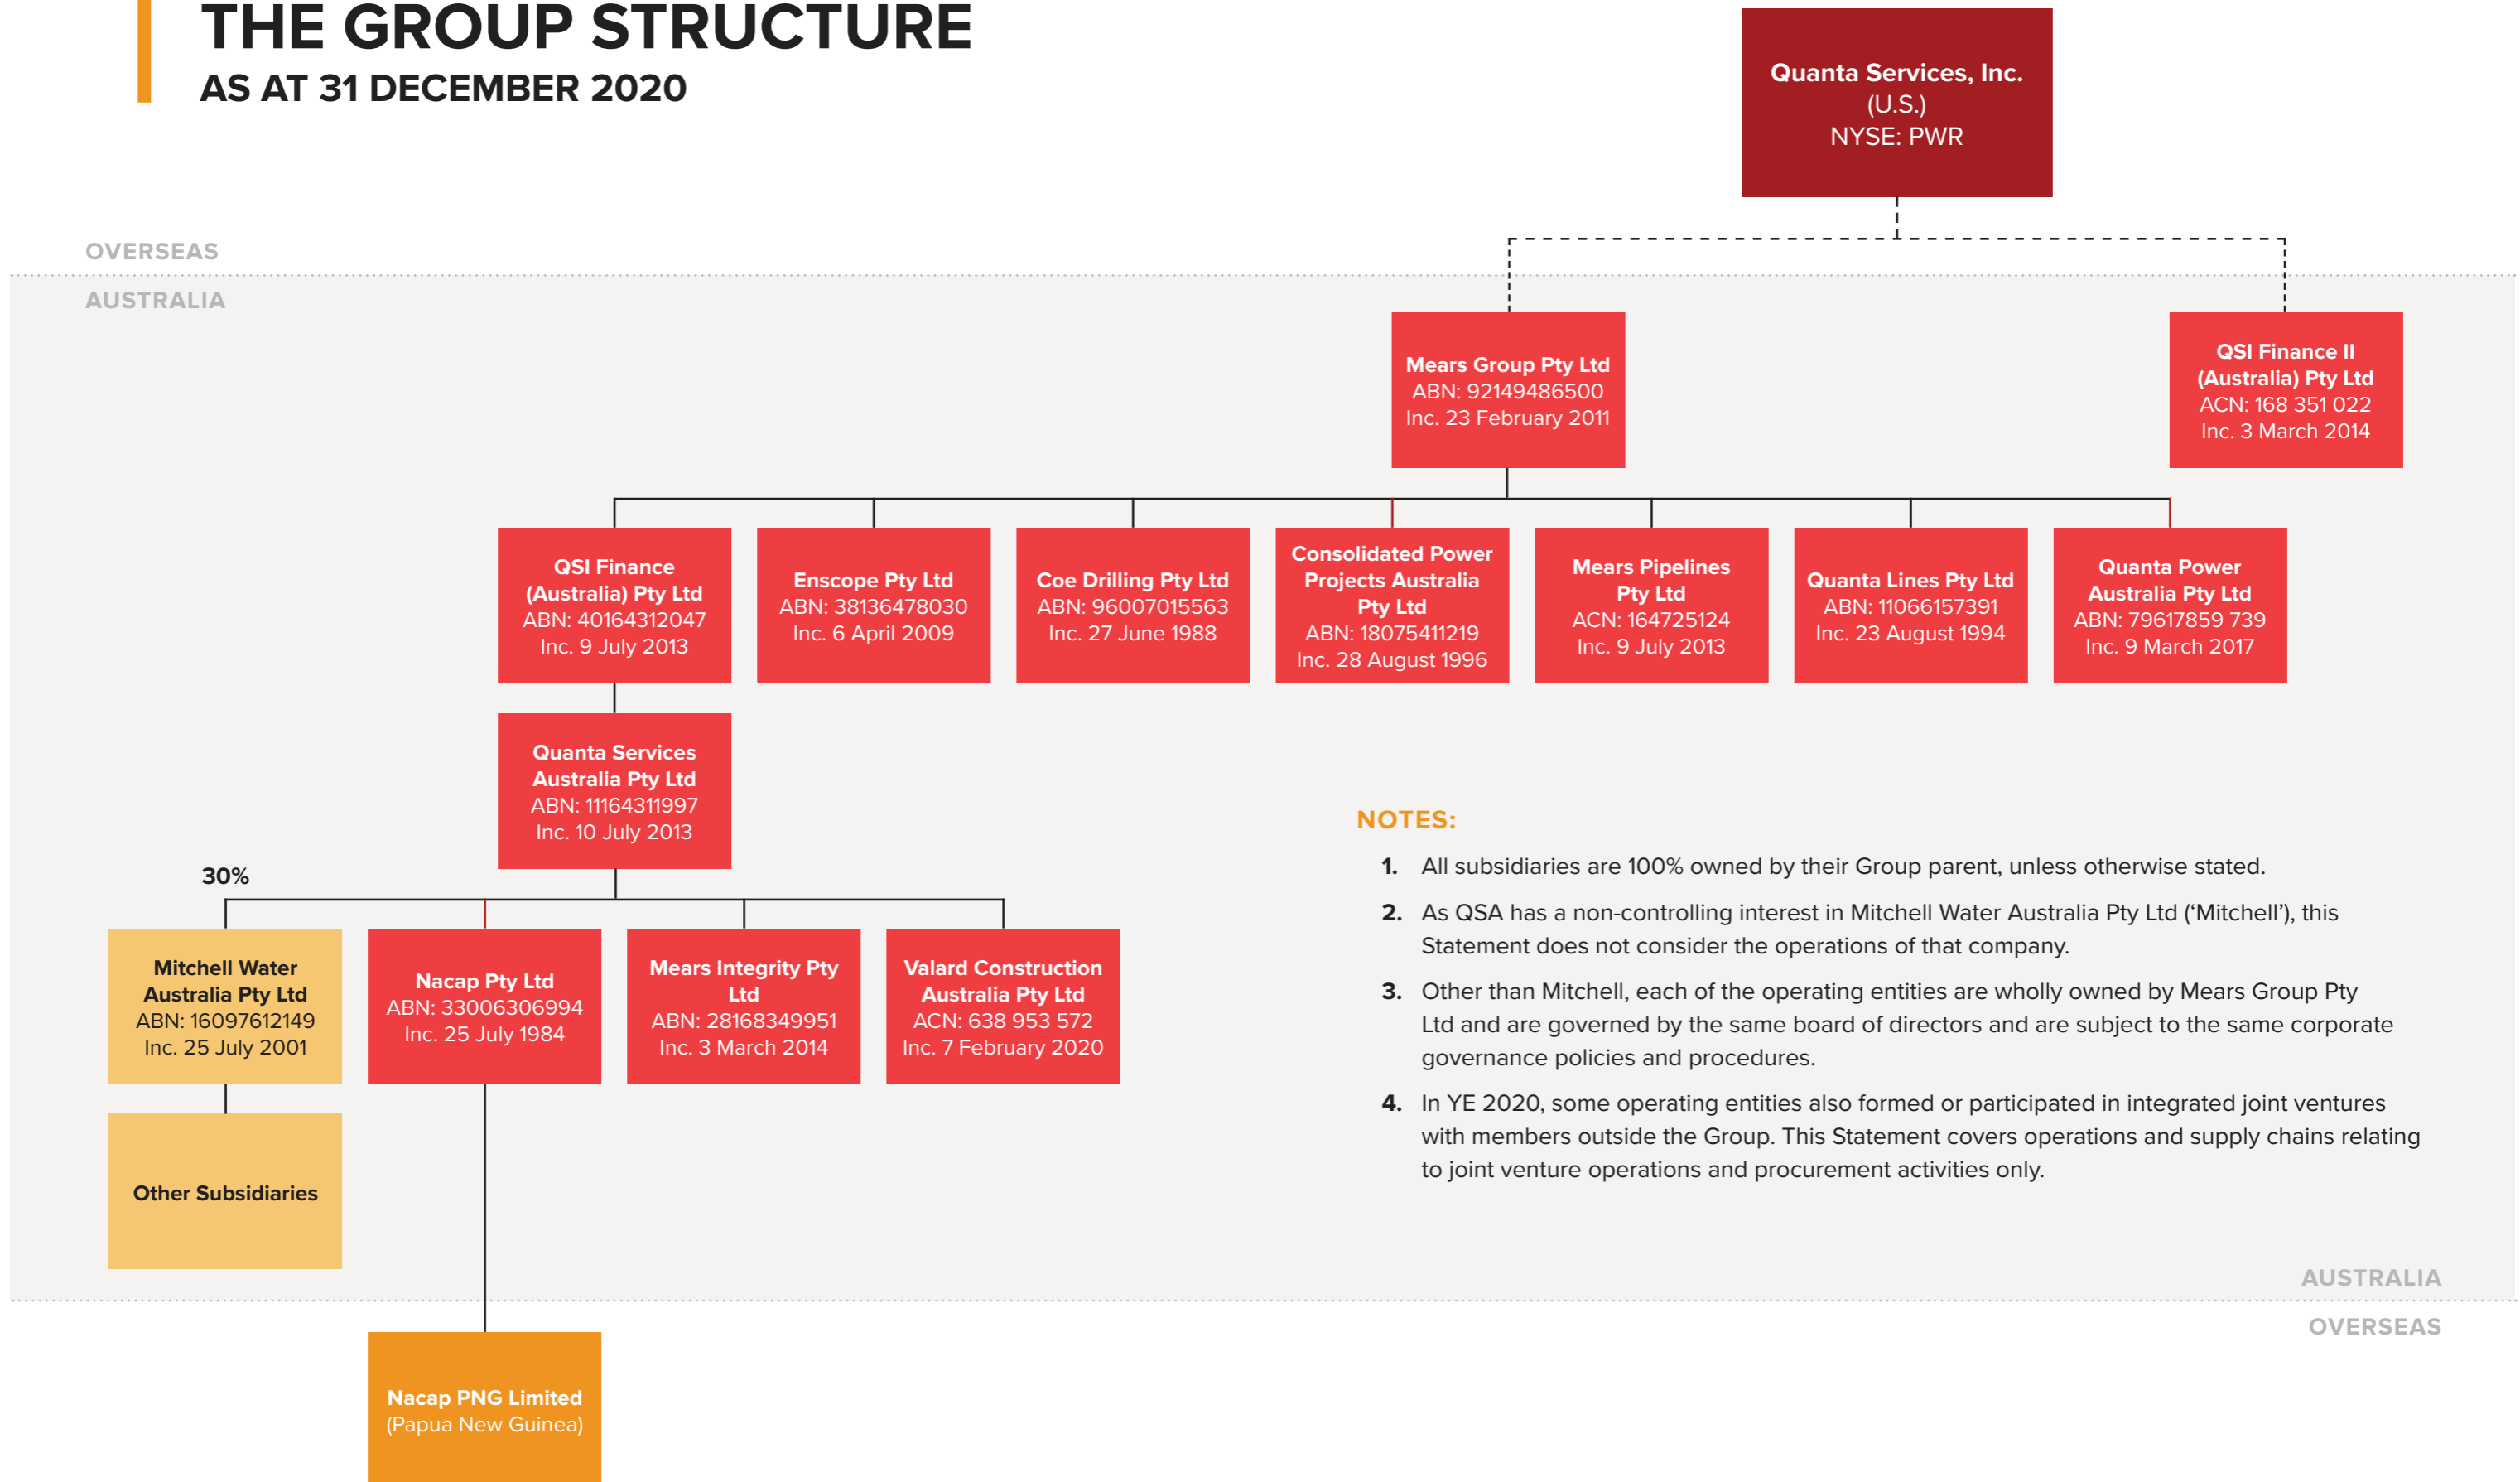 THE GROUP STRUCTURE
AS AT 31 DECEMBER 2020
Quanta Services, Inc.
(U.S.)
NYSE: PWR
OVERSEAS
AUSTRALIA
Mears Group Pty Ltd
ABN: 92149486500
Inc. 23 February 2011
QSI Finance II
(Australia) Pty Ltd
ACN: 168 351 022
Inc. 3 March 2014
QSI Finance
(Australia) Pty Ltd
ABN: 40164312047
Inc. 9 July 2013
Enscope Pty Ltd
ABN: 38136478030
Inc. 6 April 2009
Coe Drilling Pty Ltd
ABN: 96007015563
Inc. 27 June 1988
Consolidated Power
Projects Australia
Pty Ltd
ABN: 18075411219
Inc. 28 August 1996
Mears Pipelines
Pty Ltd
ACN: 164725124
Inc. 9 July 2013
Quanta Lines Pty Ltd
ABN: 11066157391
Inc. 23 August 1994
Quanta Power
Australia Pty Ltd
ABN: 79617859 739
Inc. 9 March 2017
Quanta Services
Australia Pty Ltd
ABN: 11164311997
Inc. 10 July 2013
30%
Mitchell Water
Australia Pty Ltd
ABN: 16097612149
Inc. 25 July 2001
Nacap Pty Ltd
ABN: 33006306994
Inc. 25 July 1984
Mears Integrity Pty
Ltd
ABN: 28168349951
Inc. 3 March 2014
Valard Construction
Australia Pty Ltd
ACN: 638 953 572
Inc. 7 February 2020
Other Subsidiaries
NOTES:
1. All subsidiaries are 100% owned by their Group parent, unless otherwise stated.
2. As QSA has a non-controlling interest in Mitchell Water Australia Pty Ltd (‘Mitchell’), this
Statement does not consider the operations of that company.
3. Other than Mitchell, each of the operating entities are wholly owned by Mears Group Pty
Ltd and are governed by the same board of directors and are subject to the same corporate
governance policies and procedures.
4. In YE 2020, some operating entities also formed or participated in integrated joint ventures
with members outside the Group. This Statement covers operations and supply chains relating
to joint venture operations and procurement activities only.
AUSTRALIA
OVERSEAS
Nacap PNG Limited
(Papua New Guinea)